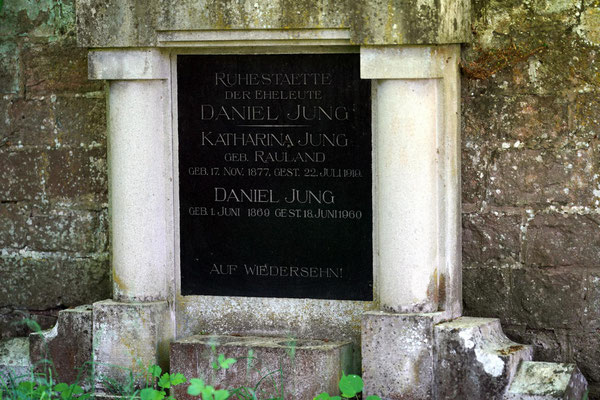 RUHESTAETTE
DER EHELEUTE
DANIEL JUNG
KATHARINA JUNG
GEB. RAULAND
GEB. 17. NOV. 1877, GEST. 22. JULI 1919.
DANIEL JUNG
GEB. 1. JUNI 1869 GEST. 18. JUNI 1960
AUF WIEDERSEHN!